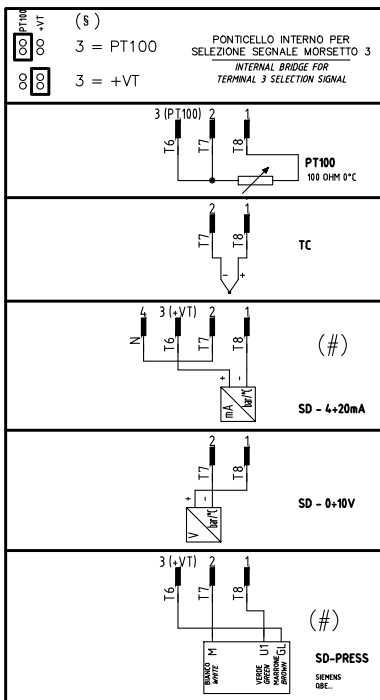 PT100
+VT
(§)
3 = PT100
3 = +VT
PONTICELLO INTERNO PER
SELEZIONE SEGNALE MORSETTO 3
INTERNAL BRIDGE FOR
TERMINAL 3 SELECTION SIGNAL
3 (PT100) 2 1
T6 T7 T8
PT100
100 OHM 0°C
2 1
T7 T8
- +
TC
4 3 (+VT) 2 1
N T6 T7 T8
(#)
+ -
mA bar/°C
SD - 4÷20mA
2 1
T7 T8
+ -
V bar/°C
SD - 0÷10V
3 (+VT) 2 1
T6 T7 T8
(#)
M U1 GL
BIANCO
WHITE
VERDE
GREEN
MARRONE
BROWN
SD-PRESS
SIEMENS
QBE...